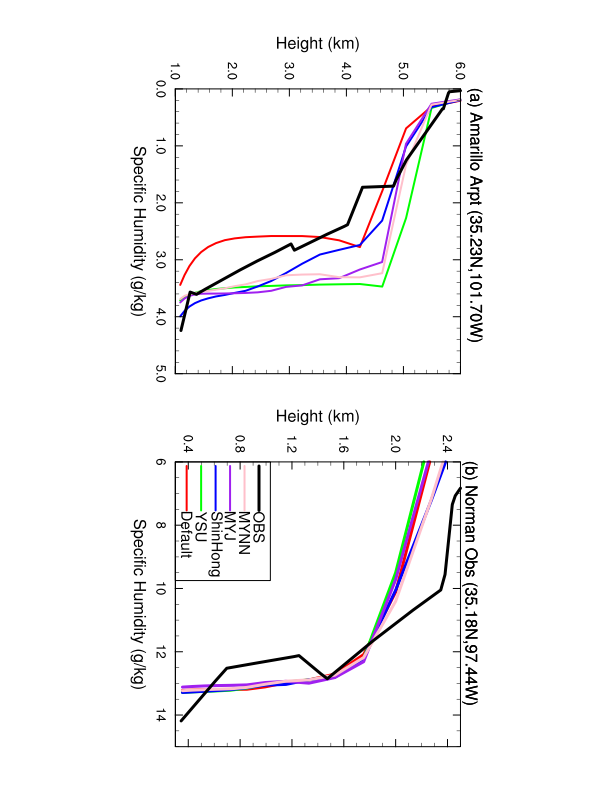 (a) Amarillo Arpt (35.23N,101.70W)
Height (km)
6.0
5.0
4.0
3.0
2.0
1.0
0.0 1.0 2.0 3.0 4.0 5.0
Specific Humidity (g/kg)
(b) Norman Obs (35.18N,97.44W)
Height (km)
2.4
2.0
1.6
1.2
0.8
0.4
OBS
MYNN
MYJ
ShinHong
YSU
Default
6 8 10 12 14
Specific Humidity (g/kg)